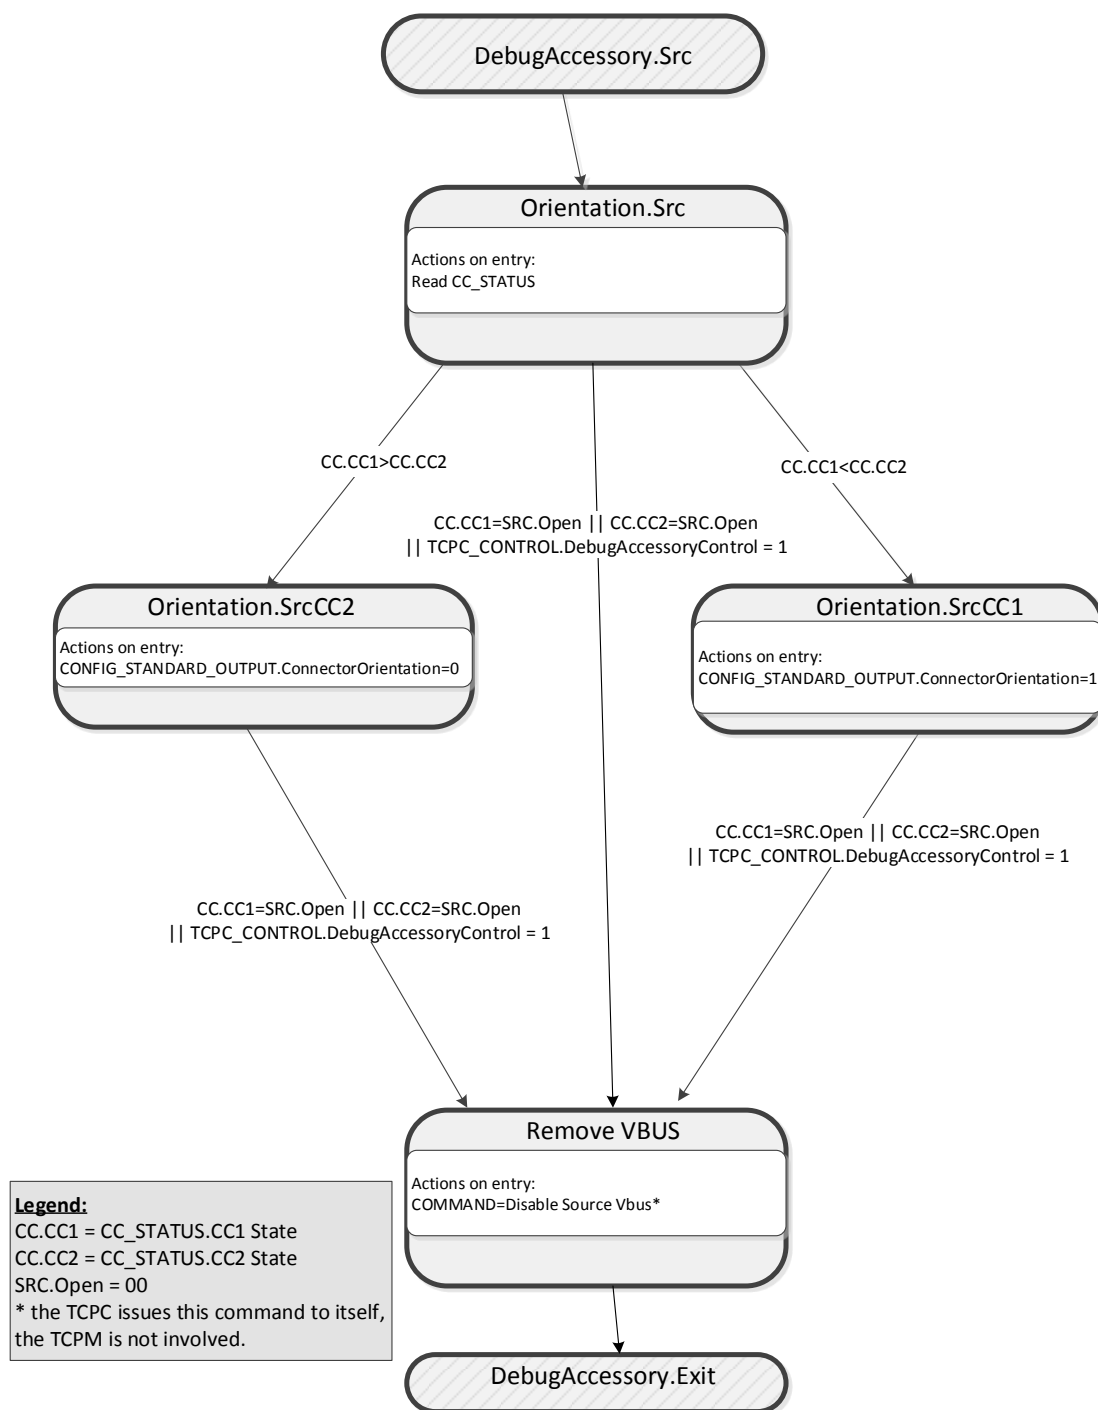 DebugAccessory.Src
Orientation.Src
Actions on entry:
Read CC_STATUS
CC.CC1>CC.CC2
CC.CC1<CC.CC2
CC.CC1=SRC.Open || CC.CC2=SRC.Open
|| TCPC_CONTROL.DebugAccessoryControl = 1
Orientation.SrcCC2
Actions on entry:
CONFIG_STANDARD_OUTPUT.ConnectorOrientation=0
Orientation.SrcCC1
Actions on entry:
CONFIG_STANDARD_OUTPUT.ConnectorOrientation=1
CC.CC1=SRC.Open || CC.CC2=SRC.Open
|| TCPC_CONTROL.DebugAccessoryControl = 1
CC.CC1=SRC.Open || CC.CC2=SRC.Open
|| TCPC_CONTROL.DebugAccessoryControl = 1
Remove VBUS
Actions on entry:
COMMAND=Disable Source Vbus*
Legend:
CC.CC1 = CC_STATUS.CC1 State
CC.CC2 = CC_STATUS.CC2 State
SRC.Open = 00
* the TCPC issues this command to itself,
the TCPM is not involved.
DebugAccessory.Exit